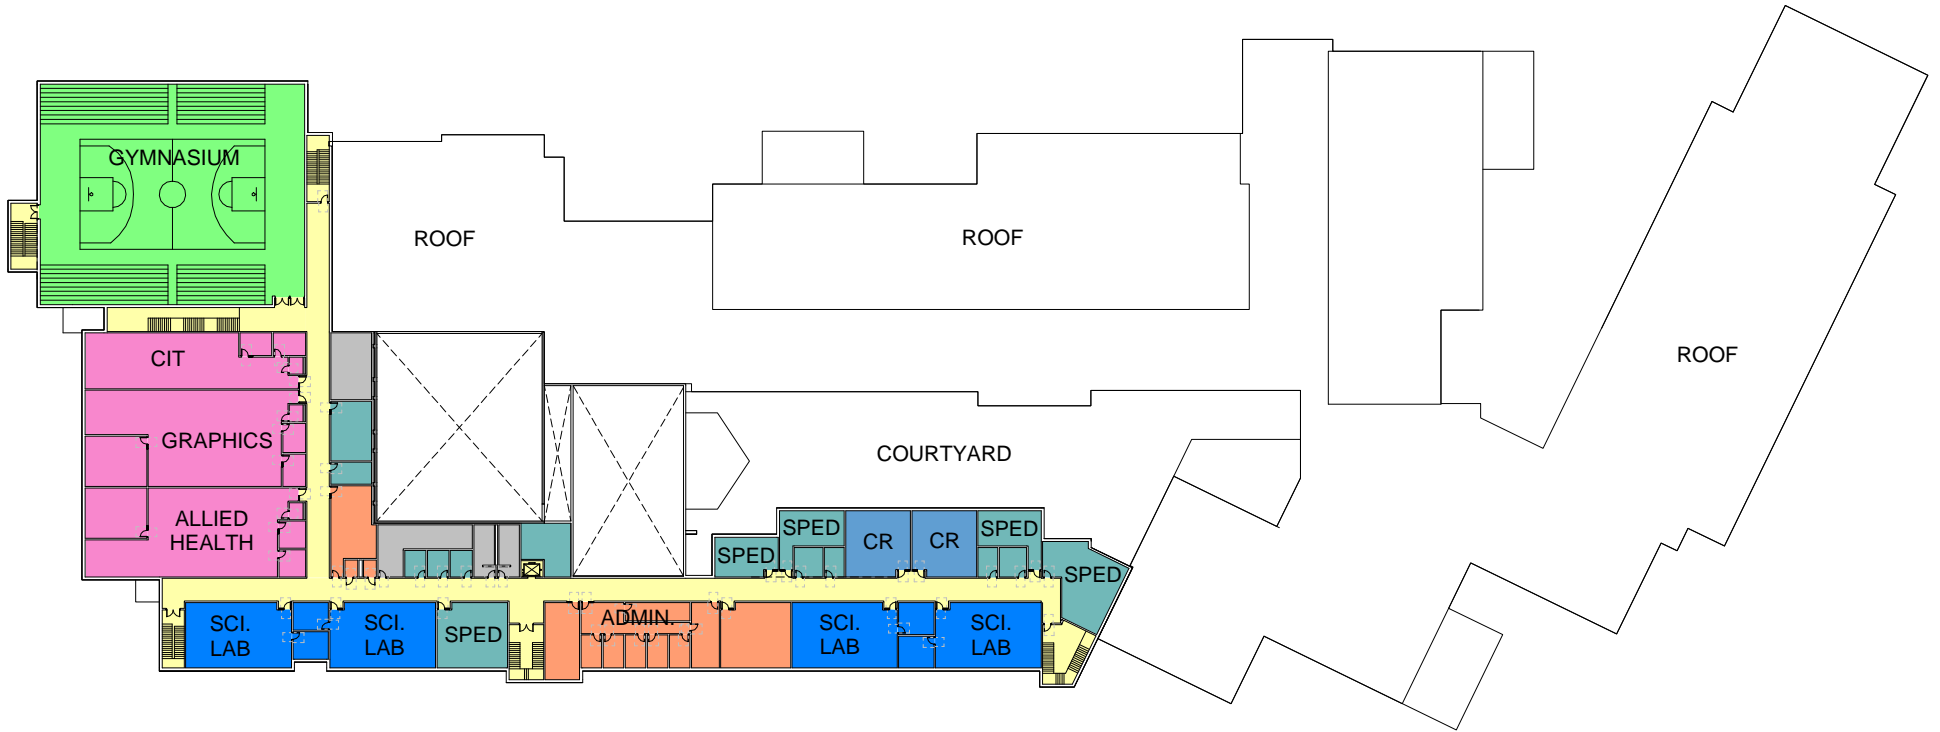 GYMNASIUM
ROOF
ROOF
ROOF
CIT
GRAPHICS
COURTYARD
ALLIED
HEALTH
SPED
SPED
CR
CR
SPED
SPED
SCI.
LAB
SCI.
LAB
SPED
ADMIN.
SCI.
LAB
SCI.
LAB